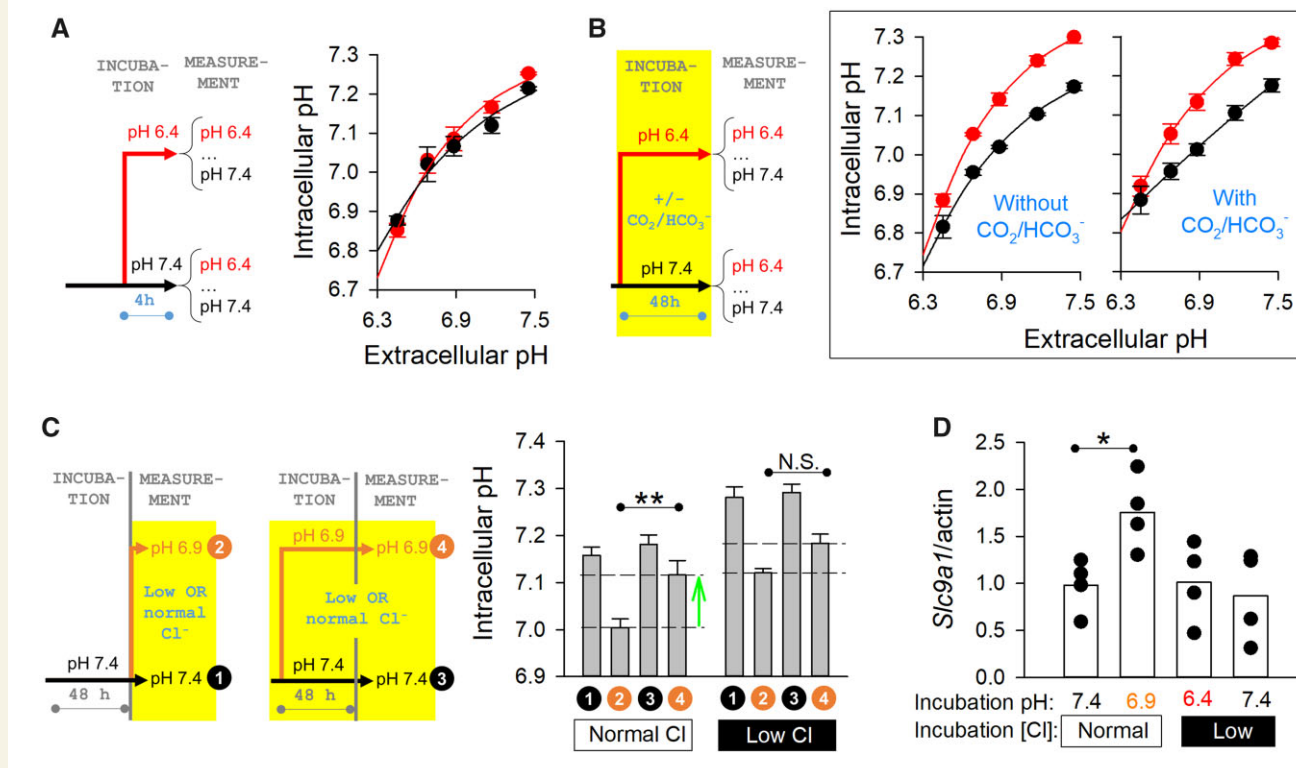 A
INCUBA-
TION
MEASURE-
MENT
pH 6.4
pH 6.4
...
pH 7.4
pH 7.4
pH 6.4
...
pH 7.4
4h
Intracellular pH
7.3
7.2
7.1
7.0
6.9
6.8
6.7
6.3
6.9
7.5
Extracellular pH
B
INCUBA-
TION
MEASURE-
MENT
pH 6.4
pH 6.4
...
pH 7.4
+/-
CO₂/HCO₃⁻
pH 7.4
pH 6.4
...
pH 7.4
48h
Intracellular pH
7.3
7.2
7.1
7.0
6.9
6.8
6.7
Without
CO₂/HCO₃⁻
With
CO₂/HCO₃⁻
6.3
6.9
7.5
6.3
6.9
7.5
Extracellular pH
C
INCUBA-
TION
MEASURE-
MENT
pH 6.9 2
Low OR
normal
Cl⁻
pH 7.4
pH 7.4 1
48 h
INCUBA-
TION
MEASURE-
MENT
pH 6.9
pH 6.9 4
Low OR
normal Cl⁻
pH 7.4
pH 7.4 3
48 h
Intracellular pH
7.4
7.3
7.2
7.1
7.0
6.9
**
N.S.
1 2 3 4 1 2 3 4
Normal Cl
Low Cl
D
Slc9a1/actin
2.5
2.0
1.5
1.0
0.5
0.0
*
Incubation pH: 7.4 6.9 6.4 7.4
Incubation [Cl]: Normal Low